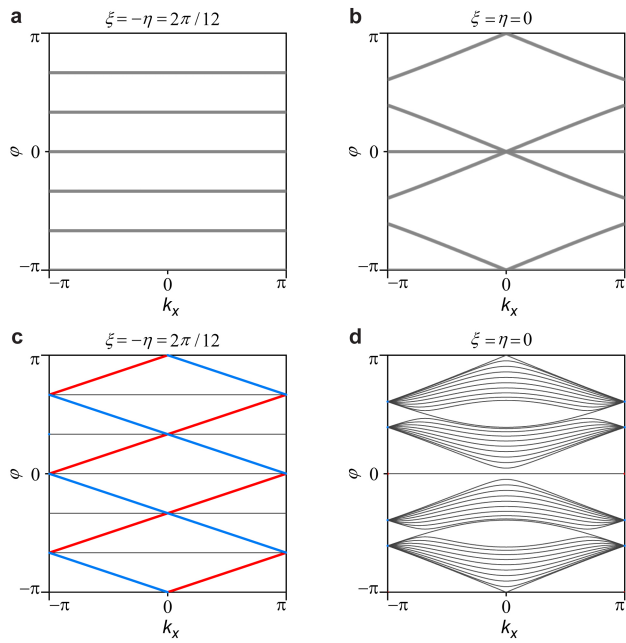 a
ξ = −η = 2π / 12
π
φ 0
−π
−π 0 π
kₓ
b
ξ = η = 0
π
φ 0
−π
−π 0 π
kₓ
c
ξ = −η = 2π / 12
π
φ 0
−π
−π 0 π
kₓ
d
ξ = η = 0
π
φ 0
−π
−π 0 π
kₓ